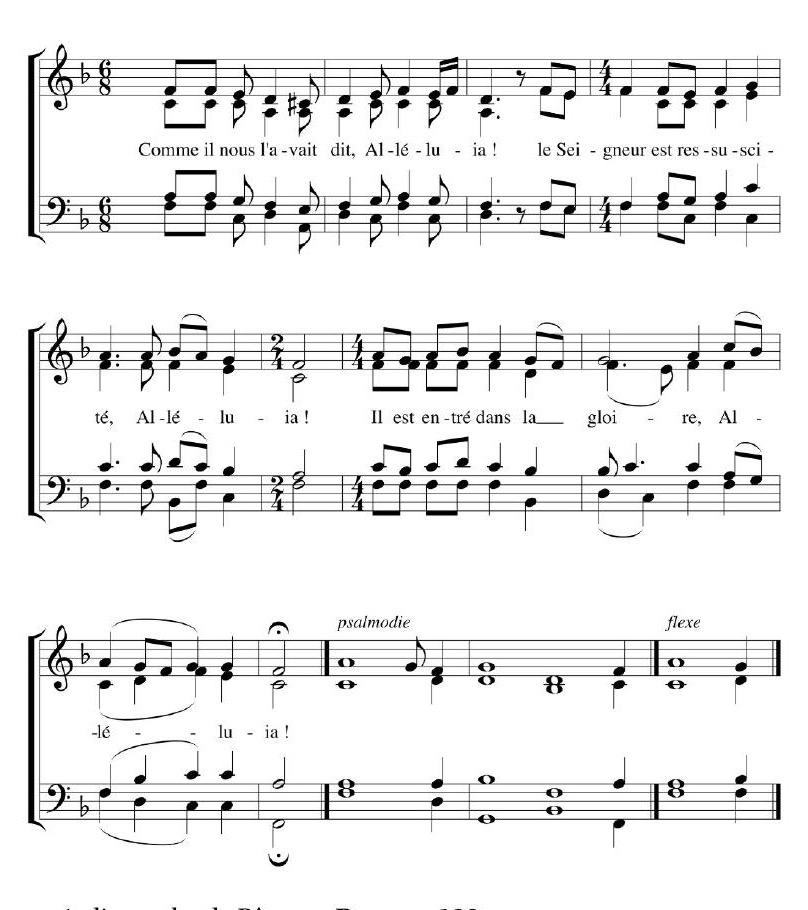 Comme il nous l'a - vait dit, Al - lé - lu - ia ! le Sei - gneur est res - su - sci -
té, Al - lé - lu - ia ! Il est en - tré dans la gloi - re, Al -
psalmodie flexe
- lé - - lu - ia !